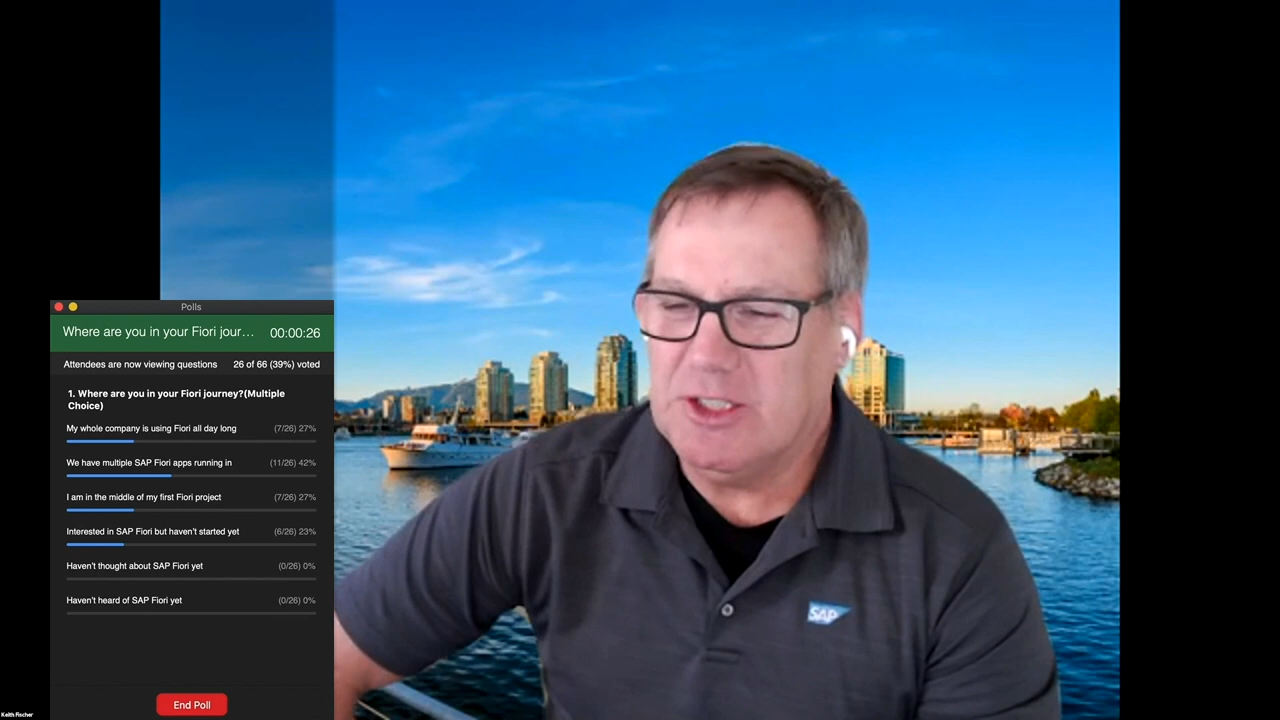 Polls
Where are you in your Fiori jour... 00:00:26
Attendees are now viewing questions 26 of 66 (39%) voted
1. Where are you in your Fiori journey?(Multiple
Choice)
My whole company is using Fiori all day long (7/26) 27%
We have multiple SAP Fiori apps running in (11/26) 42%
I am in the middle of my first Fiori project (7/26) 27%
Interested in SAP Fiori but haven't started yet (6/26) 23%
Haven't thought about SAP Fiori yet (0/26) 0%
Haven't heard of SAP Fiori yet (0/26) 0%
SAP
End Poll
Keith Fischer